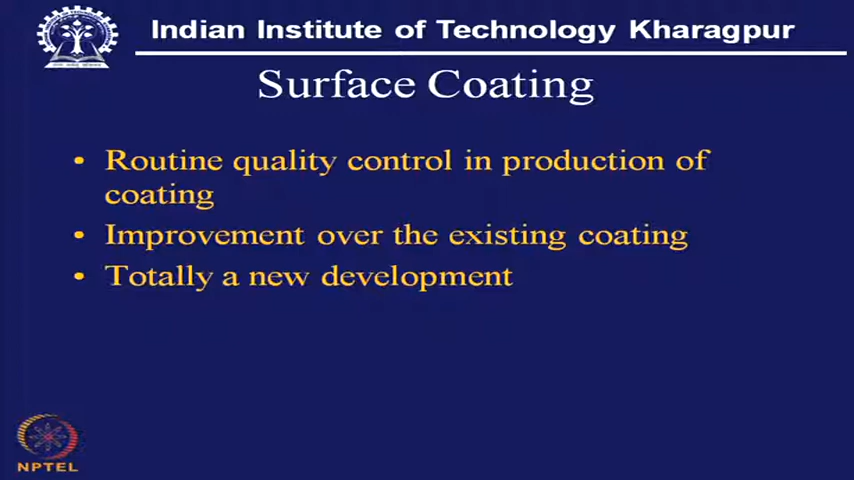 Indian Institute of Technology Kharagpur
Surface Coating
• Routine quality control in production of
coating
• Improvement over the existing coating
• Totally a new development
NPTEL